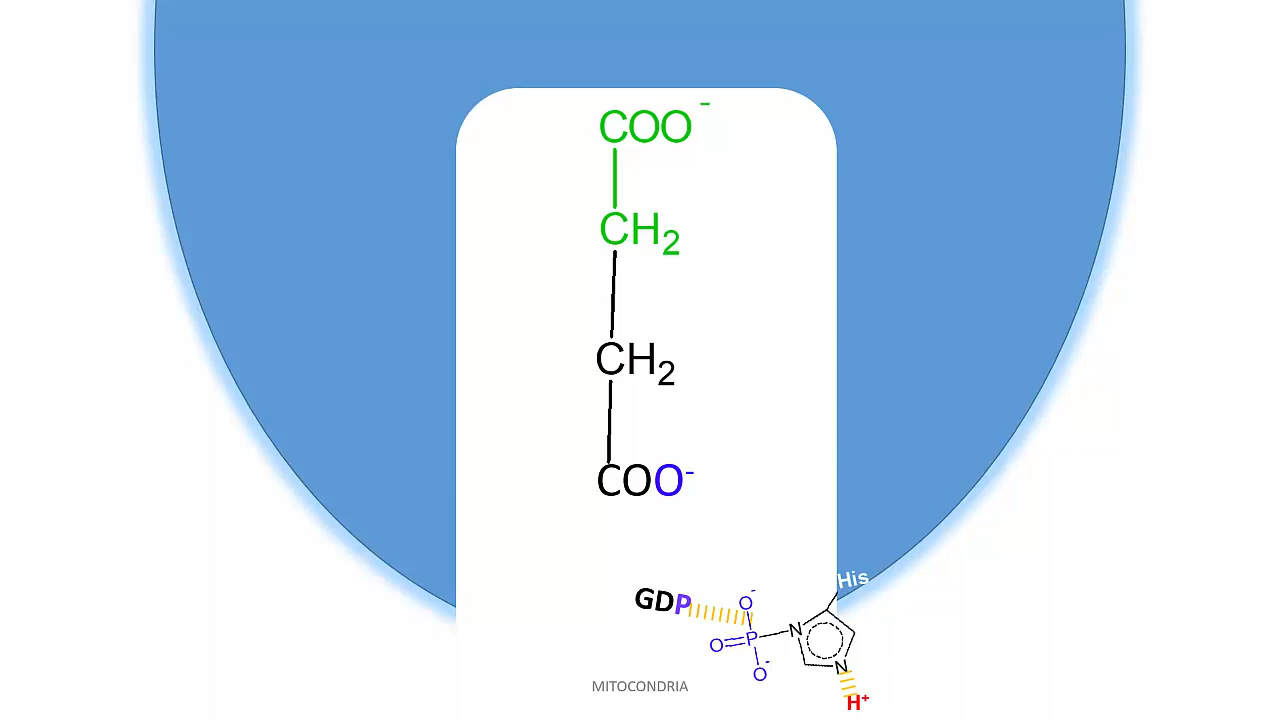 COO⁻
CH₂
CH₂
COO⁻
His
GDP
O⁻
N
O
P
O⁻
N
H⁺
MITOCONDRIA